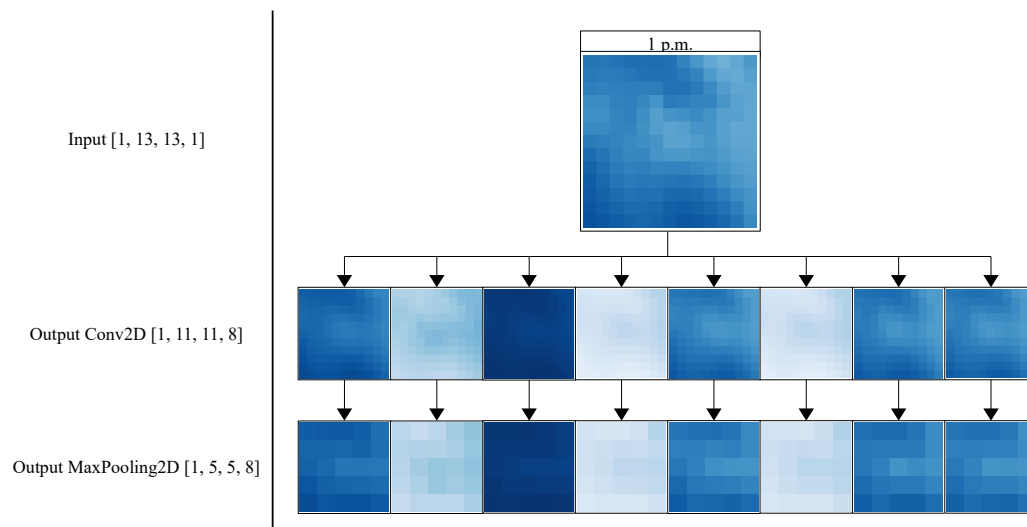 1 p.m.
Input [1, 13, 13, 1]
Output Conv2D [1, 11, 11, 8]
Output MaxPooling2D [1, 5, 5, 8]